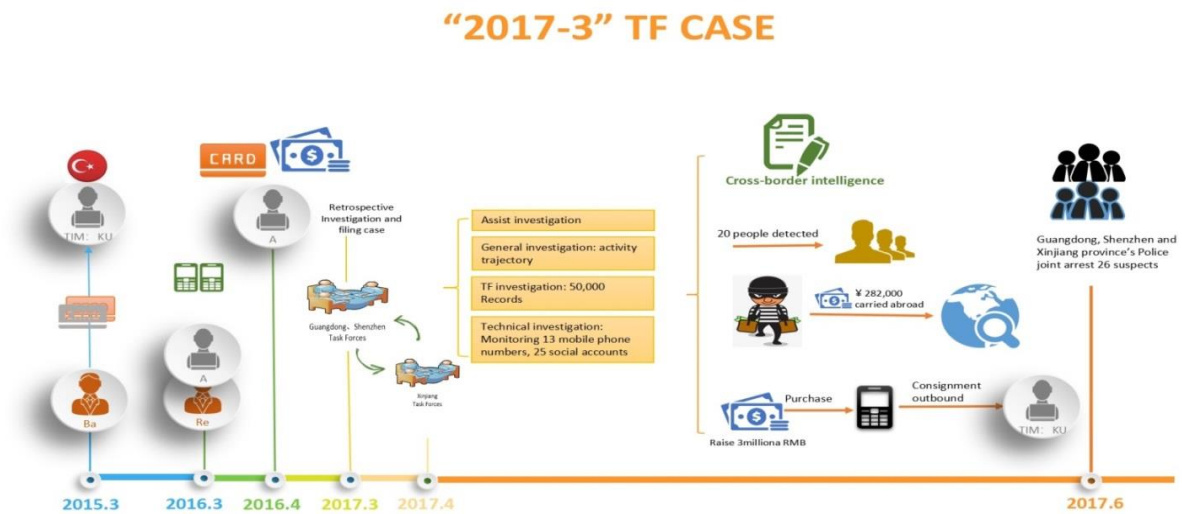 “2017-3” TF CASE
CARD
TIM： KU
A
Retrospective
Investigation and
filing case
Guangdong、Shenzhen
Task Forces
Xinjiang
Task Forces
A
Ba
Re
Assist investigation
General investigation: activity
trajectory
TF investigation: 50,000
Records
Technical investigation:
Monitoring 13 mobile phone
numbers, 25 social accounts
Cross-border intelligence
20 people detected
¥ 282,000
carried abroad
Purchase
Consignment
outbound
Raise 3milliona RMB
TIM： KU
Guangdong, Shenzhen and
Xinjiang province’s Police
joint arrest 26 suspects
2015.3
2016.3
2016.4
2017.3
2017.4
2017.6